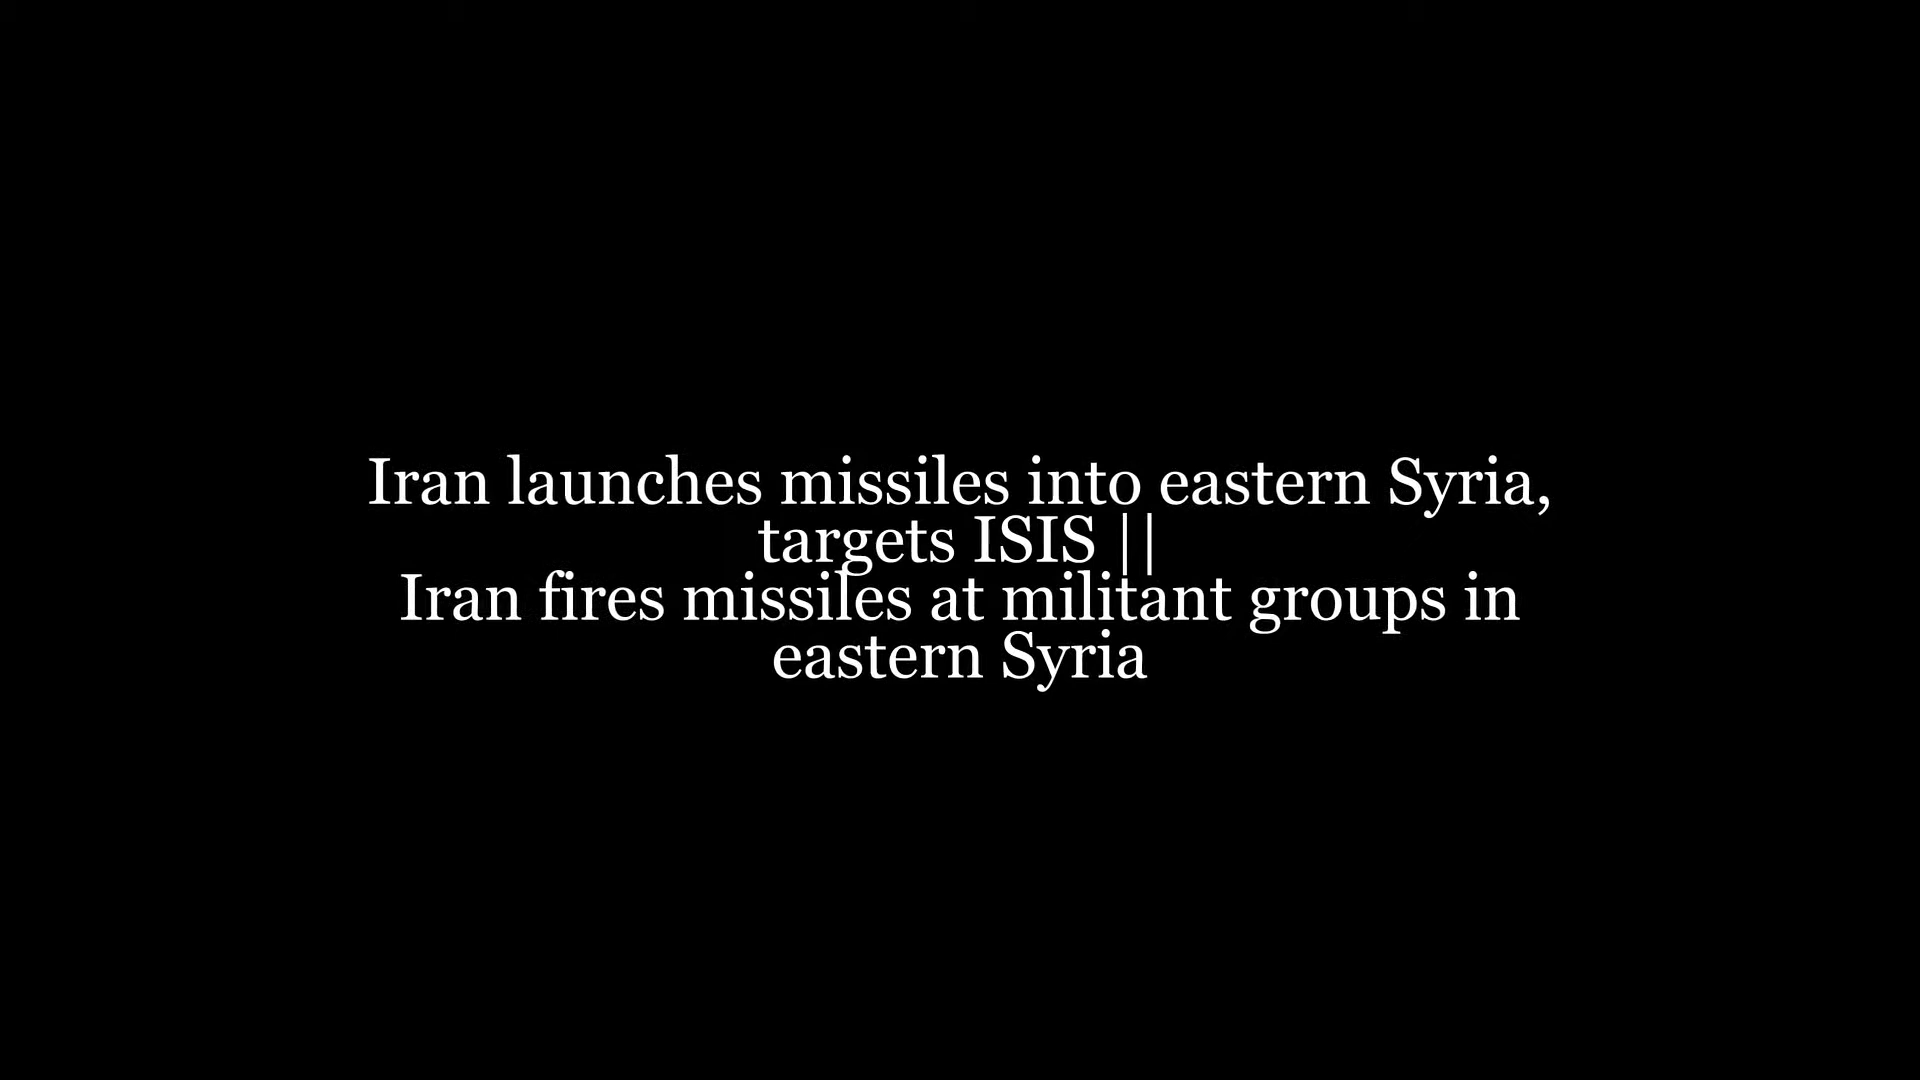 Iran launches missiles into eastern Syria,
targets ISIS ||
Iran fires missiles at militant groups in
eastern Syria